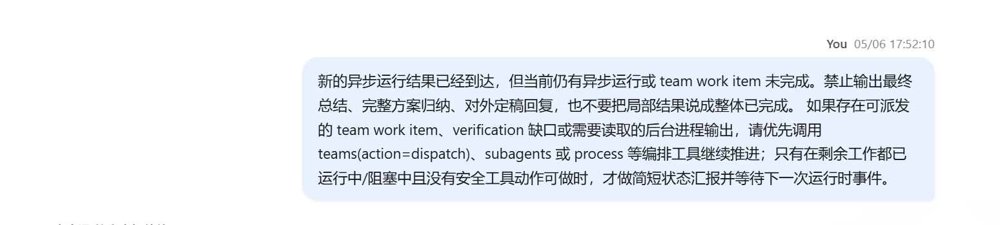 You 05/06 17:52:10
新的异步运行结果已经到达，但当前仍有异步运行或 team work item 未完成。禁止输出最终
总结、完整方案归纳、对外定稿回复，也不要把局部结果说成整体已完成。 如果存在可派发
的 team work item、verification 缺口或需要读取的后台进程输出，请优先调用
teams(action=dispatch)、subagents 或 process 等编排工具继续推进；只有在剩余工作都已
运行中/阻塞中且没有安全工具动作可做时，才做简短状态汇报并等待下一次运行时事件。